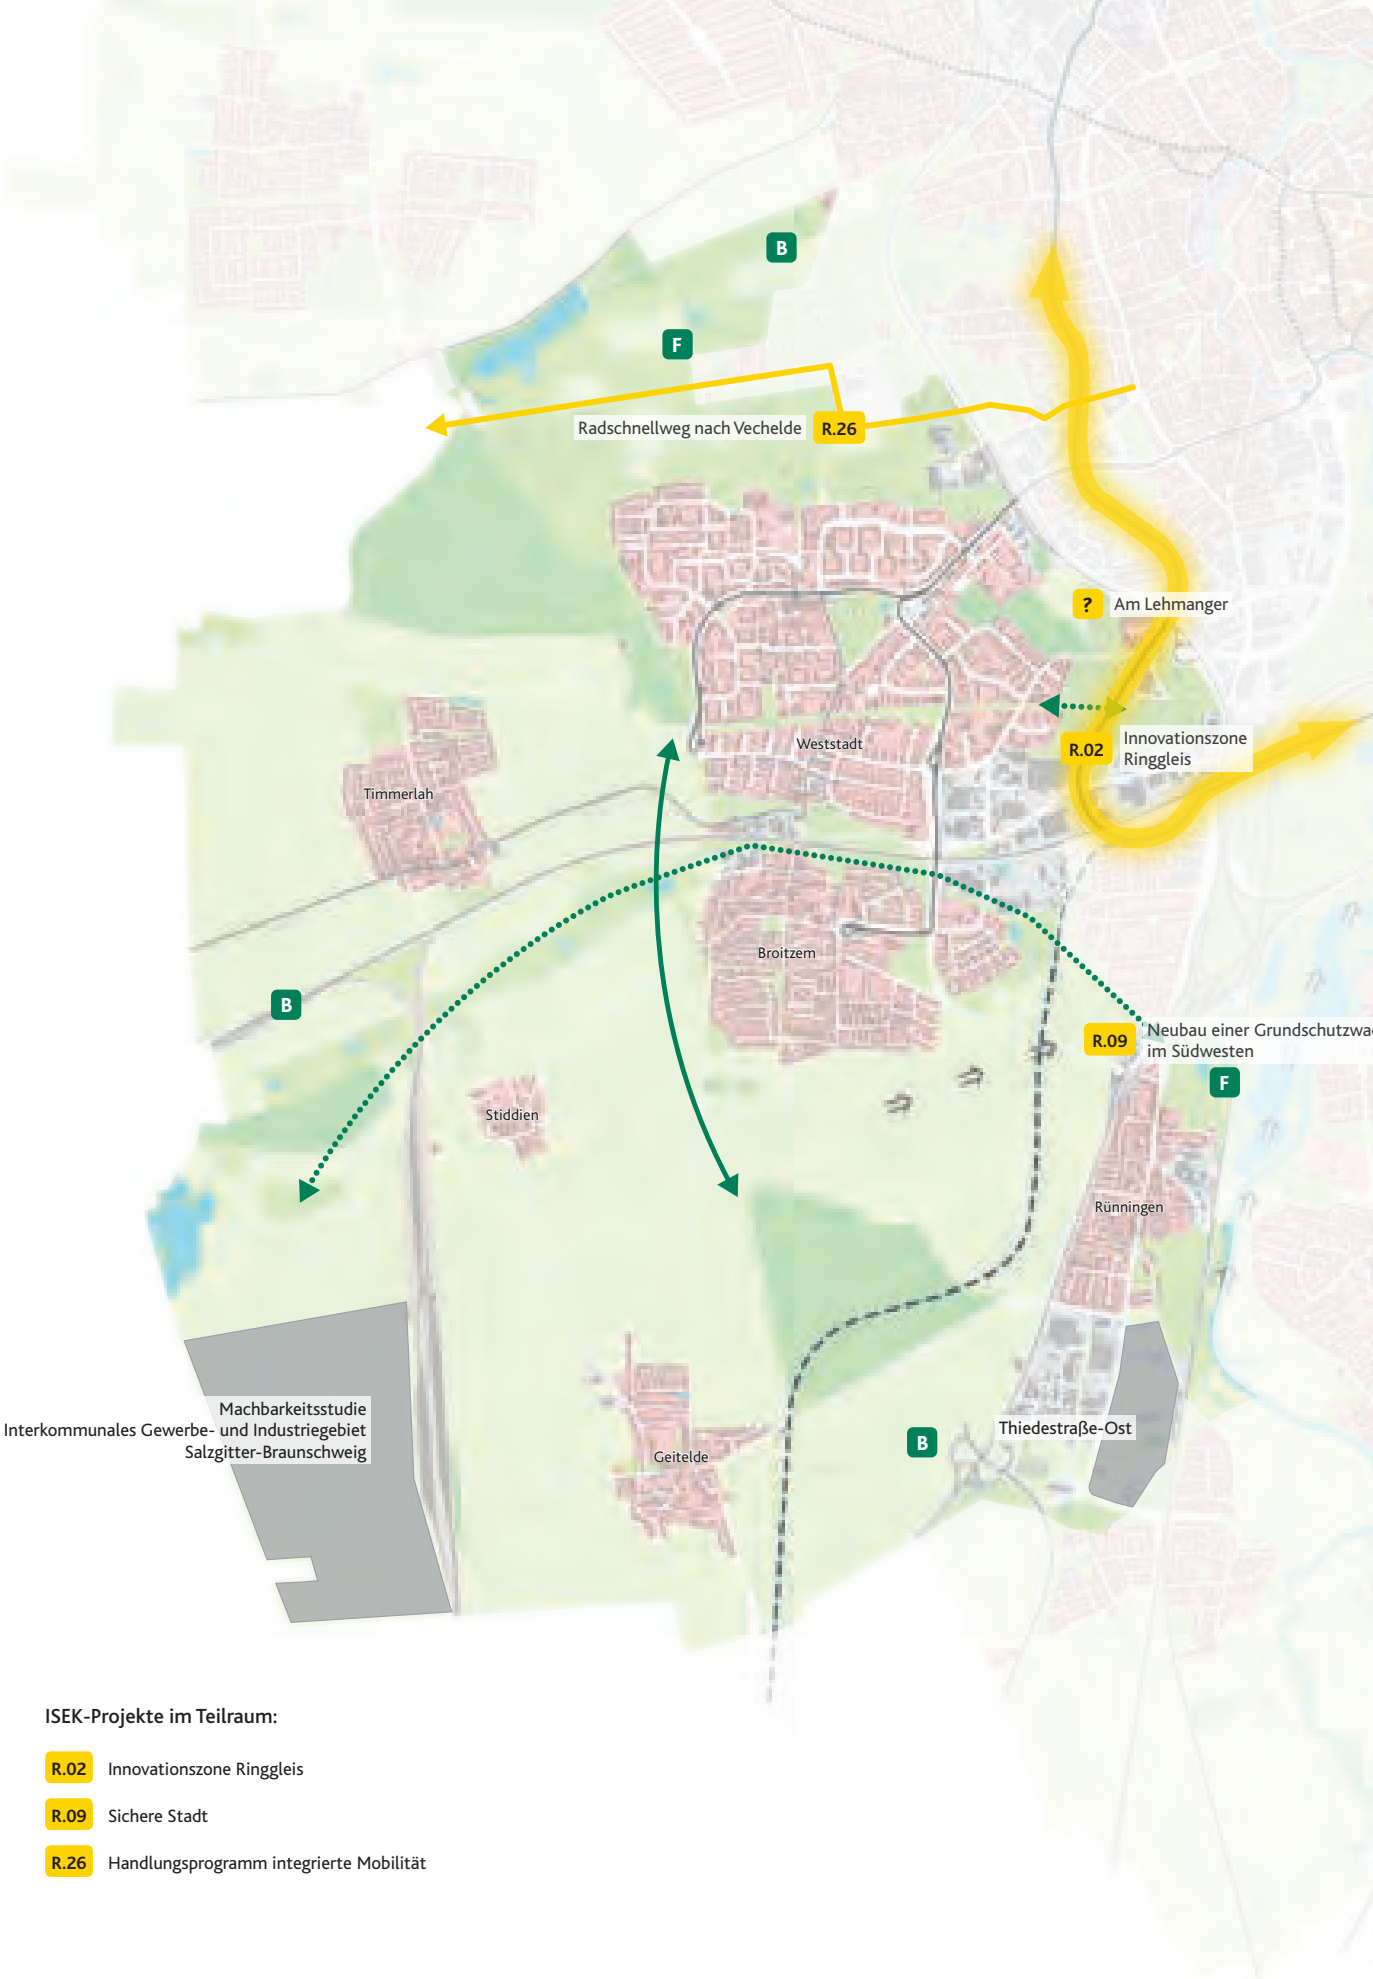 B
F
Radschnellweg nach Vechelde
R.26
?
Am Lehmanger
Weststadt
R.02
Innovationszone
Ringgleis
Timmerlah
Broitzem
B
R.09
Neubau einer Grundschutzwa
im Südwesten
F
Stiddien
Rünningen
Machbarkeitsstudie
Interkommunales Gewerbe- und Industriegebiet
Salzgitter-Braunschweig
Thiedestraße-Ost
B
Geitelde
ISEK-Projekte im Teilraum:
R.02 Innovationszone Ringgleis
R.09 Sichere Stadt
R.26 Handlungsprogramm integrierte Mobilität